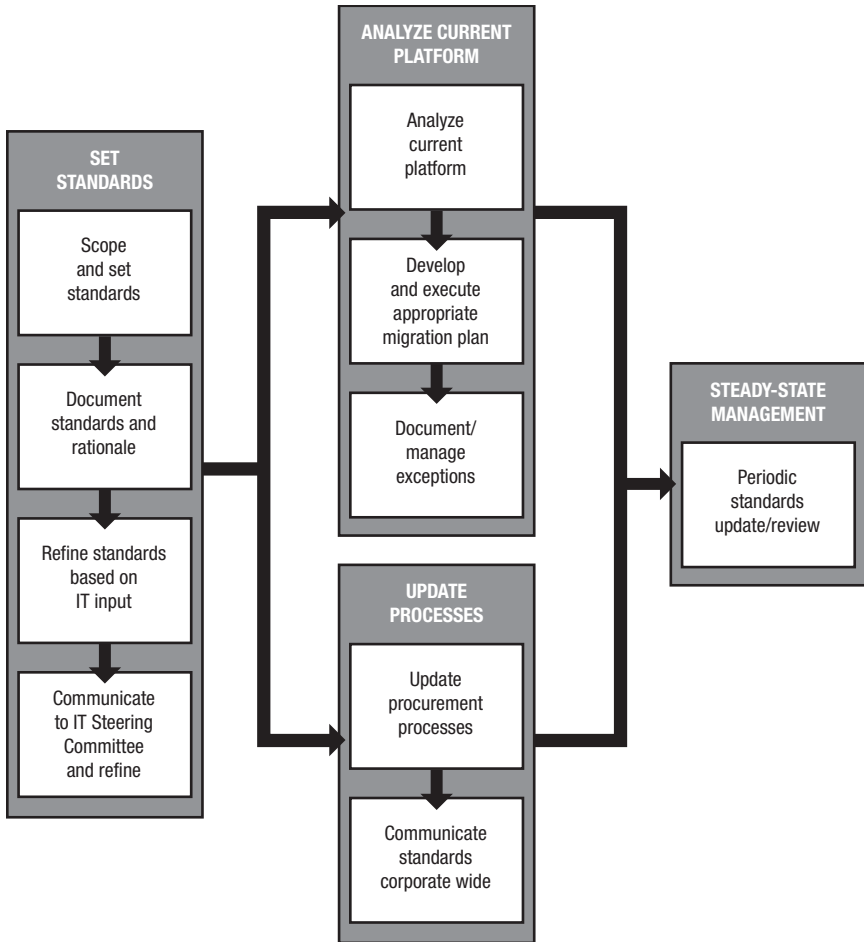 SET
STANDARDS
Scope
and set
standards
Document
standards and
rationale
Refine standards
based on
IT input
Communicate
to IT Steering
Committee
and refine
ANALYZE CURRENT
PLATFORM
Analyze
current
platform
Develop
and execute
appropriate
migration plan
Document/
manage
exceptions
UPDATE
PROCESSES
Update
procurement
processes
Communicate
standards
corporate wide
STEADY-STATE
MANAGEMENT
Periodic
standards
update/review